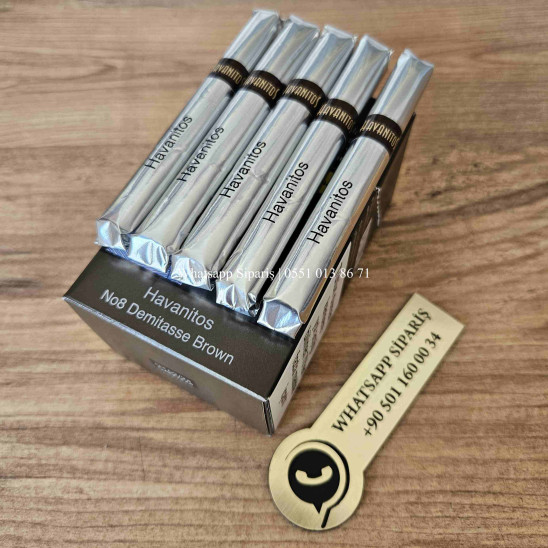 HAVANITOS
HAVANITOS
HAVANITOS
HAVANITOS
HAVANITOS
Havanitos
Havanitos
Havanitos
Havanitos
Havanitos
Whatsapp Sipariş | 0551 013 86 71
Havanitos
No8 Demitasse Brown
WHATSAPP SİPARİŞ
+90 501 160 00 34